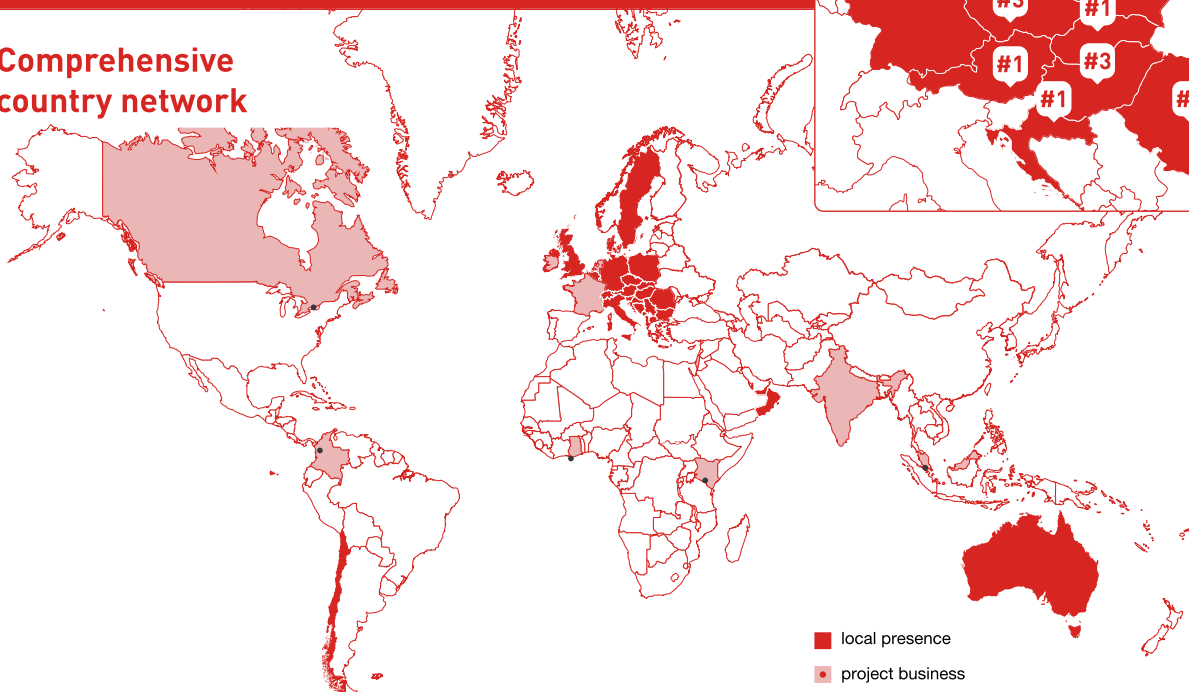 Comprehensive
country network
#3
#1
#1
#3
#1
#
local presence
project business